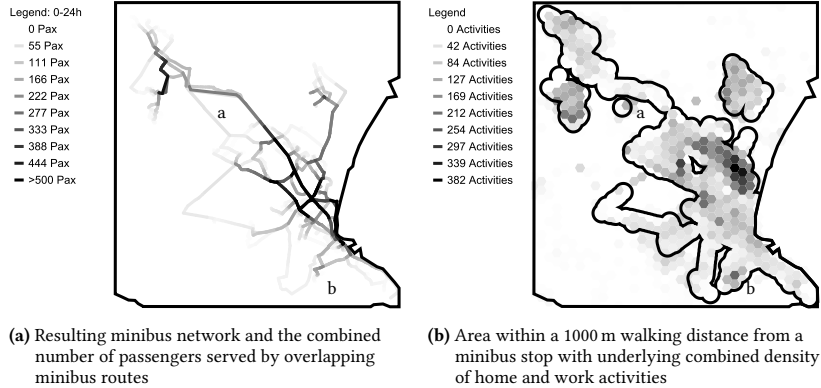 Legend: 0-24h
0 Pax
55 Pax
111 Pax
166 Pax
222 Pax
277 Pax
333 Pax
388 Pax
444 Pax
>500 Pax
a
b
(a) Resulting minibus network and the combined
number of passengers served by overlapping
minibus routes
Legend
0 Activities
42 Activities
84 Activities
127 Activities
169 Activities
212 Activities
254 Activities
297 Activities
339 Activities
382 Activities
a
b
(b) Area within a 1000 m walking distance from a
minibus stop with underlying combined density
of home and work activities